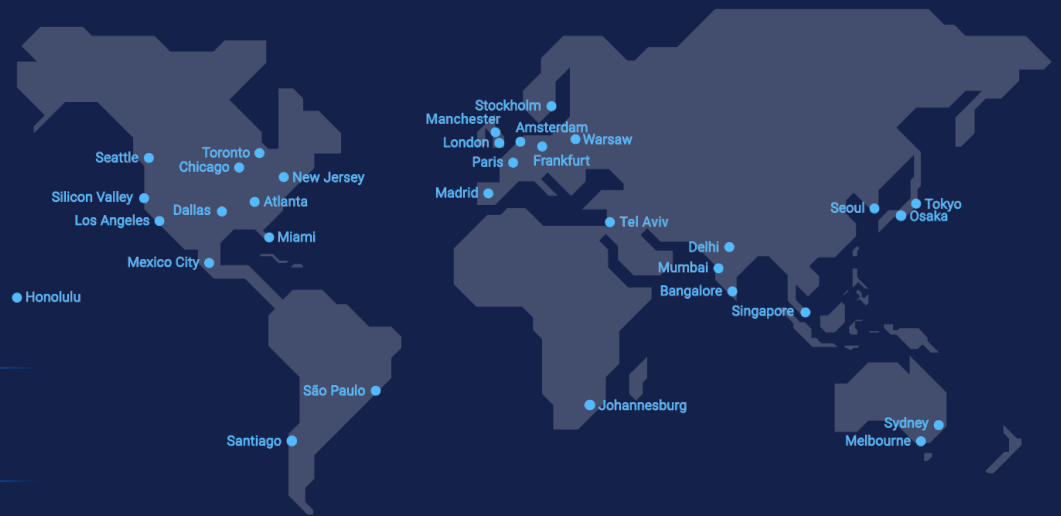 Stockholm
Manchester
Amsterdam
London
Warsaw
Toronto
Seattle
Paris
Frankfurt
Chicago
New Jersey
Madrid
Silicon Valley
Atlanta
Tokyo
Seoul
Dallas
Osaka
Los Angeles
Tel Aviv
Miami
Delhi
Mexico City
Mumbai
Bangalore
Honolulu
Singapore
São Paulo
Johannesburg
Sydney
Santiago
Melbourne